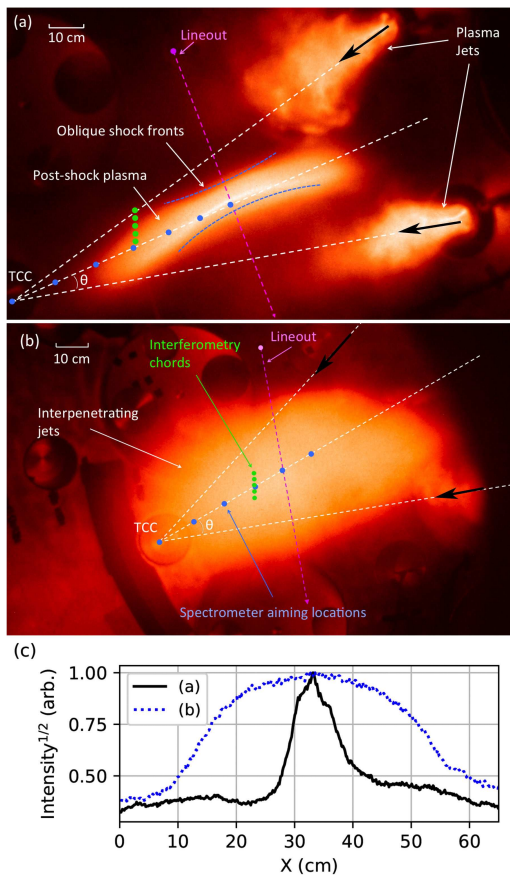 (a)
10 cm
Lineout
Plasma
Jets
Oblique shock fronts
Post-shock plasma
TCC
θ
(b)
10 cm
Interferometry
chords
Lineout
Interpenetrating
jets
TCC
θ
Spectrometer aiming locations
(c)
Intensity1/2 (arb.)
1.00
0.75
0.50
(a)
(b)
0 10 20 30 40 50 60
X (cm)